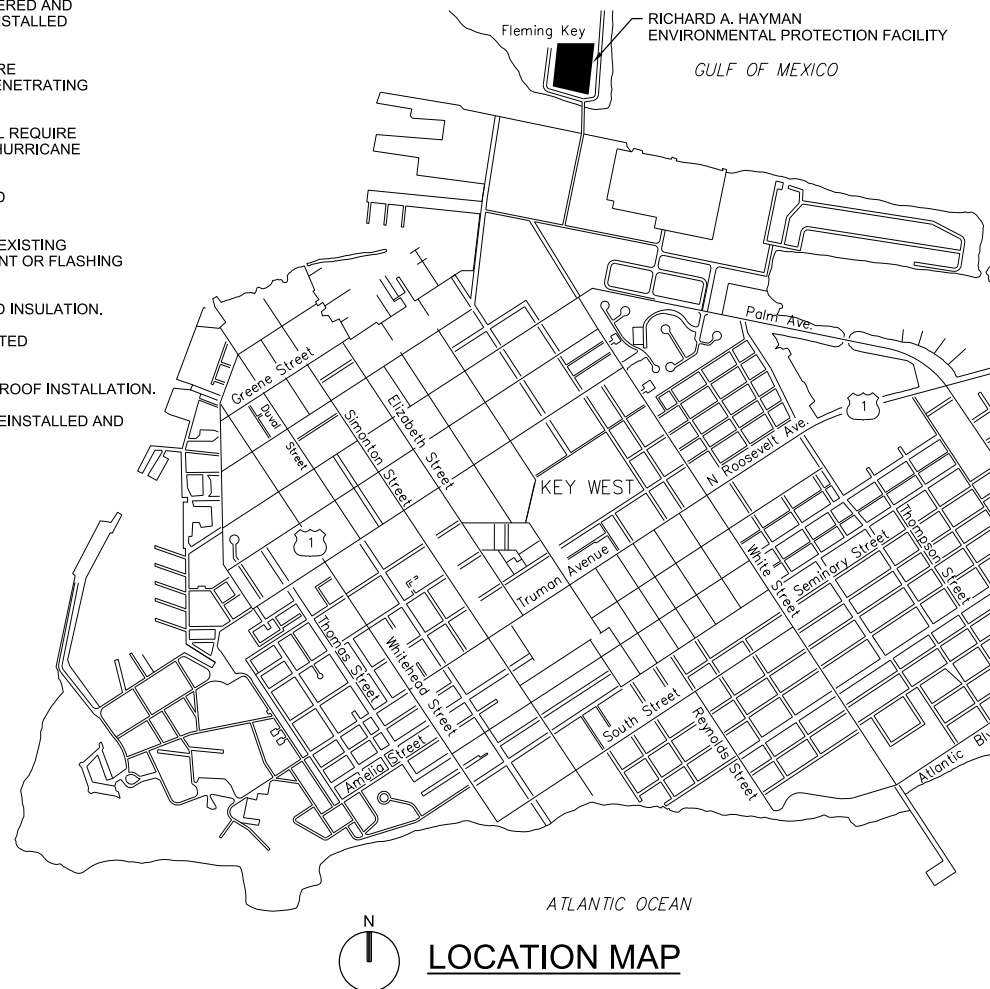 ERED AND
STALLED
RE
ENETRATING
L REQUIRE
HURRICANE
D
EXISTING
NT OR FLASHING
D INSULATION.
TED
ROOF INSTALLATION.
EINSTALLED AND
Fleming Key
RICHARD A. HAYMAN
ENVIRONMENTAL PROTECTION FACILITY
GULF OF MEXICO
Palm Ave.
Greene Street
Duval
Street
Simonton Street
Elizabeth Street
1
N Roosevelt Ave.
KEY WEST
1
Truman Avenue
White Street
Seminary Street
Thompson Street
Thomas Street
Whitehead Street
South Street
Reynolds Street
Amelia Street
Atlantic Blv
ATLANTIC OCEAN
N
LOCATION MAP